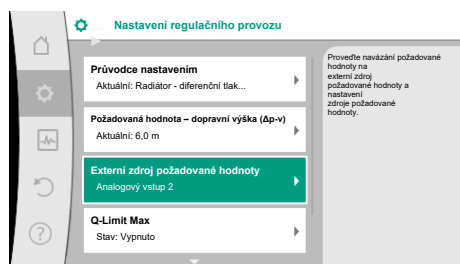 Nastavení regulačního provozu
Průvodce nastavením
Aktuální: Radiátor - diferenční tlak...
Požadovaná hodnota – dopravní výška (Δp-v)
Aktuální: 6,0 m
Externí zdroj požadované hodnoty
Analogový vstup 2
Q-Limit Max
Stav: Vypnuto
Proveďte navázání požadované
hodnoty na
externí zdroj
požadované hodnoty a
nastavení
zdroje požadované
hodnoty.